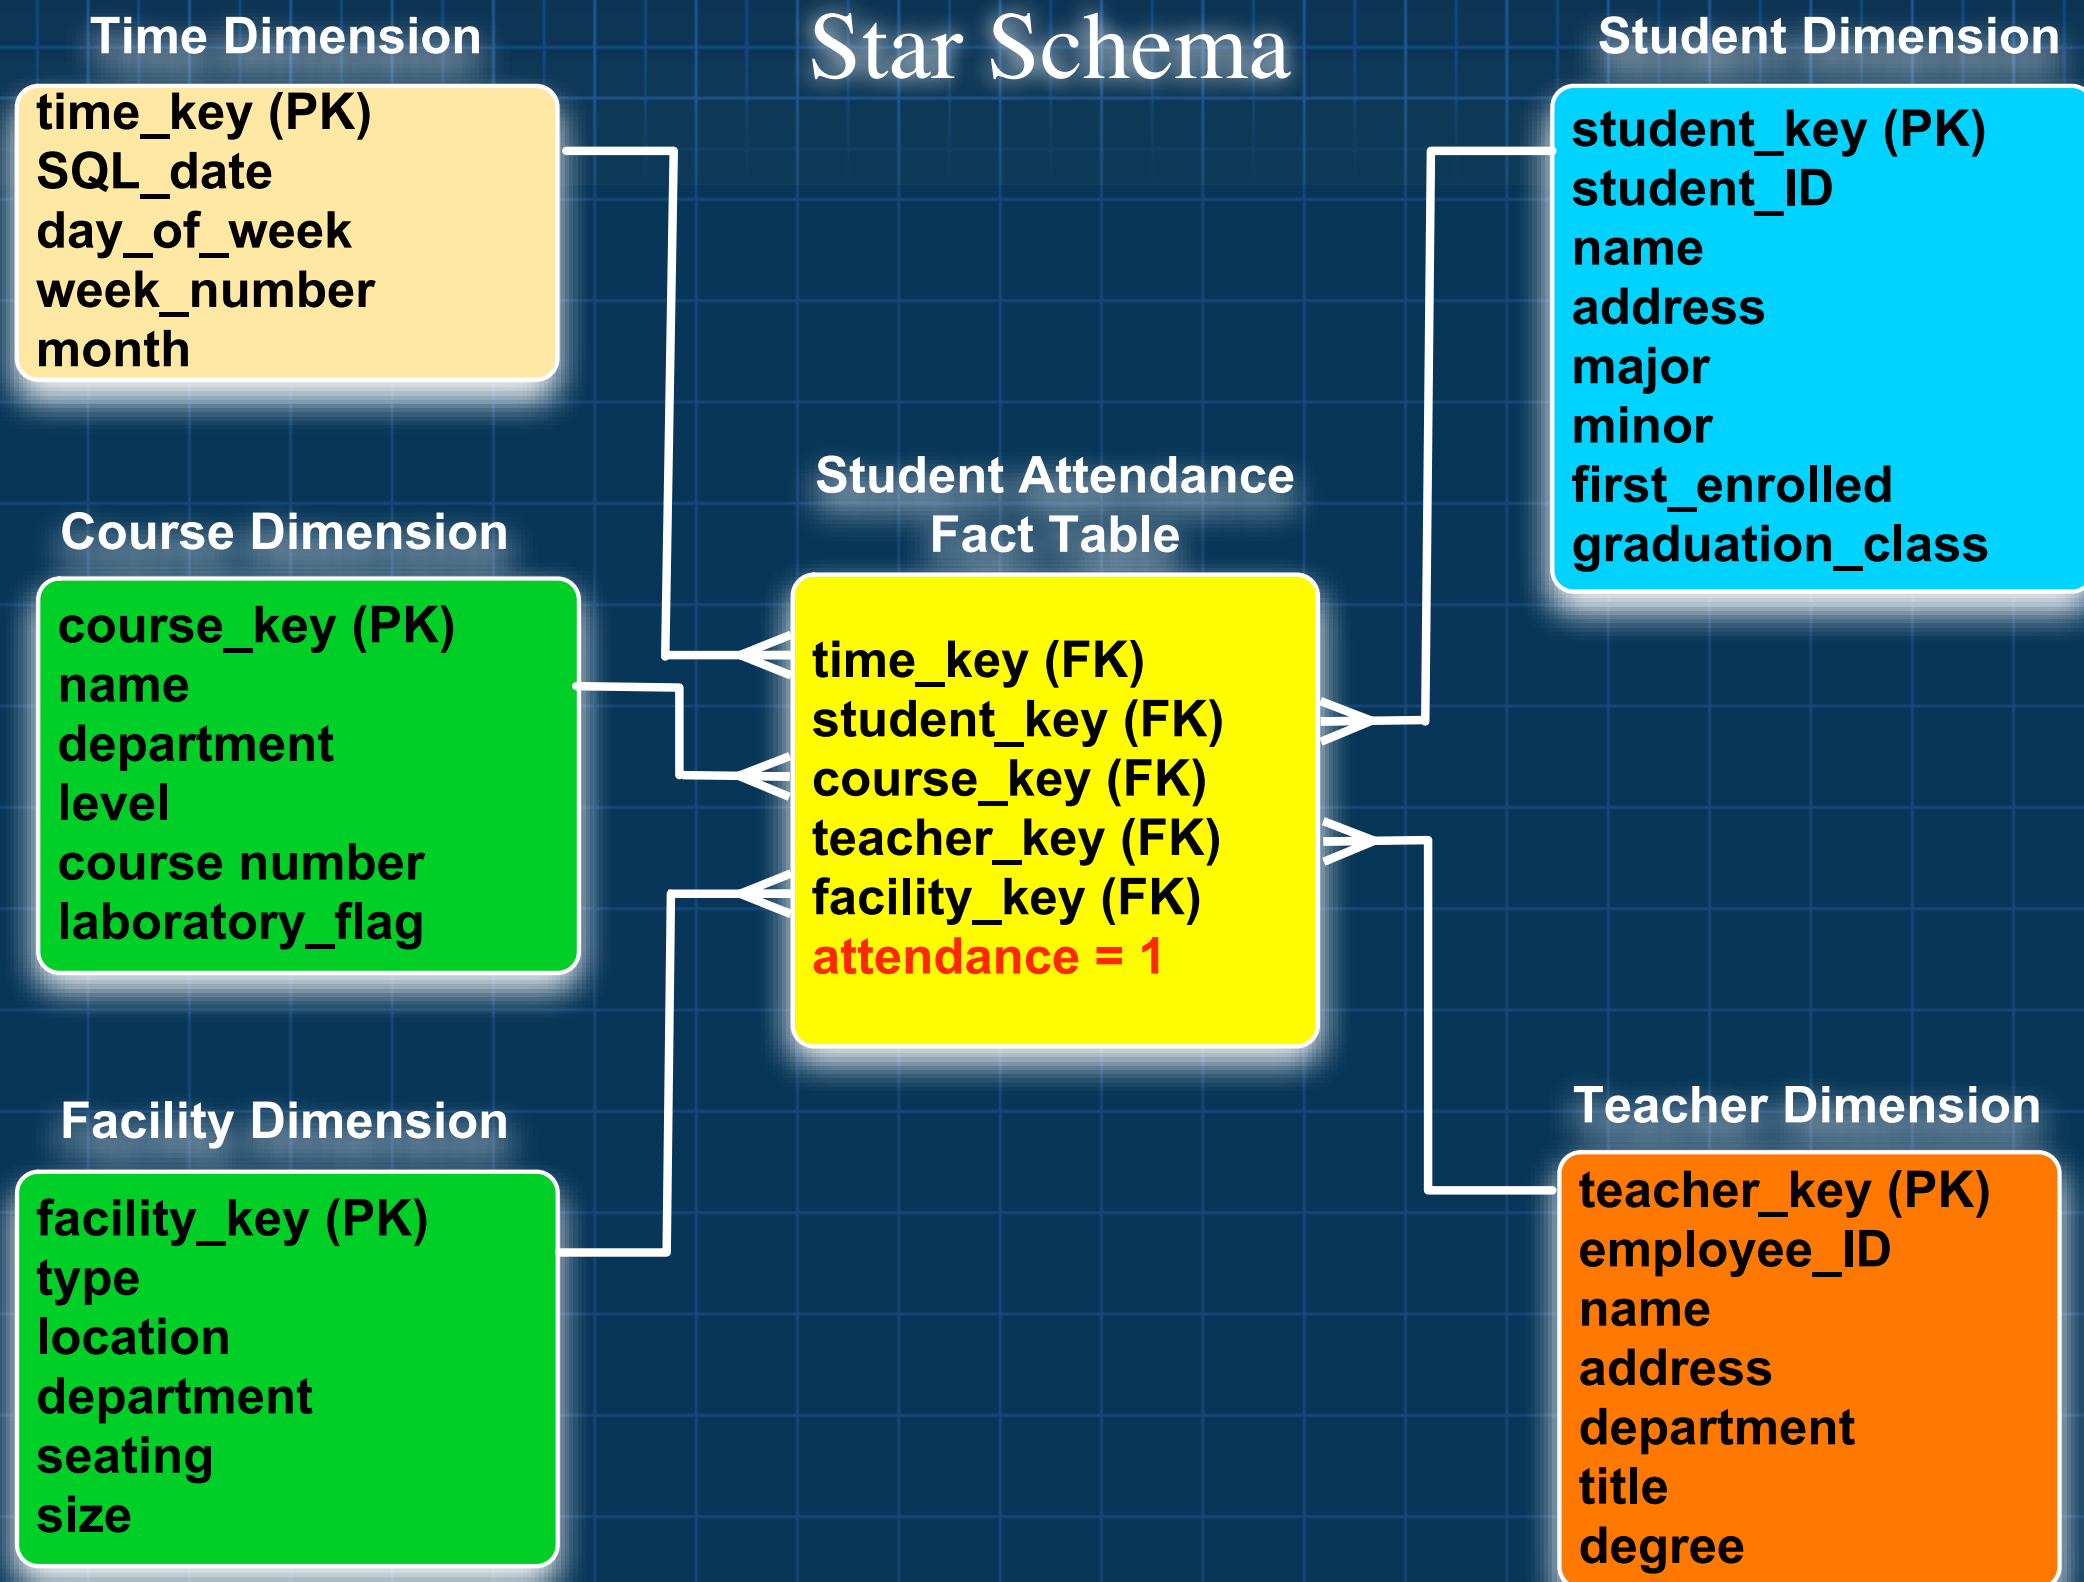 Star Schema
Time Dimension
time_key (PK)
SQL_date
day_of_week
week_number
month
Student Dimension
student_key (PK)
student_ID
name
address
major
minor
first_enrolled
graduation_class
Course Dimension
course_key (PK)
name
department
level
course number
laboratory_flag
Student Attendance
Fact Table
time_key (FK)
student_key (FK)
course_key (FK)
teacher_key (FK)
facility_key (FK)
attendance = 1
Facility Dimension
facility_key (PK)
type
location
department
seating
size
Teacher Dimension
teacher_key (PK)
employee_ID
name
address
department
title
degree